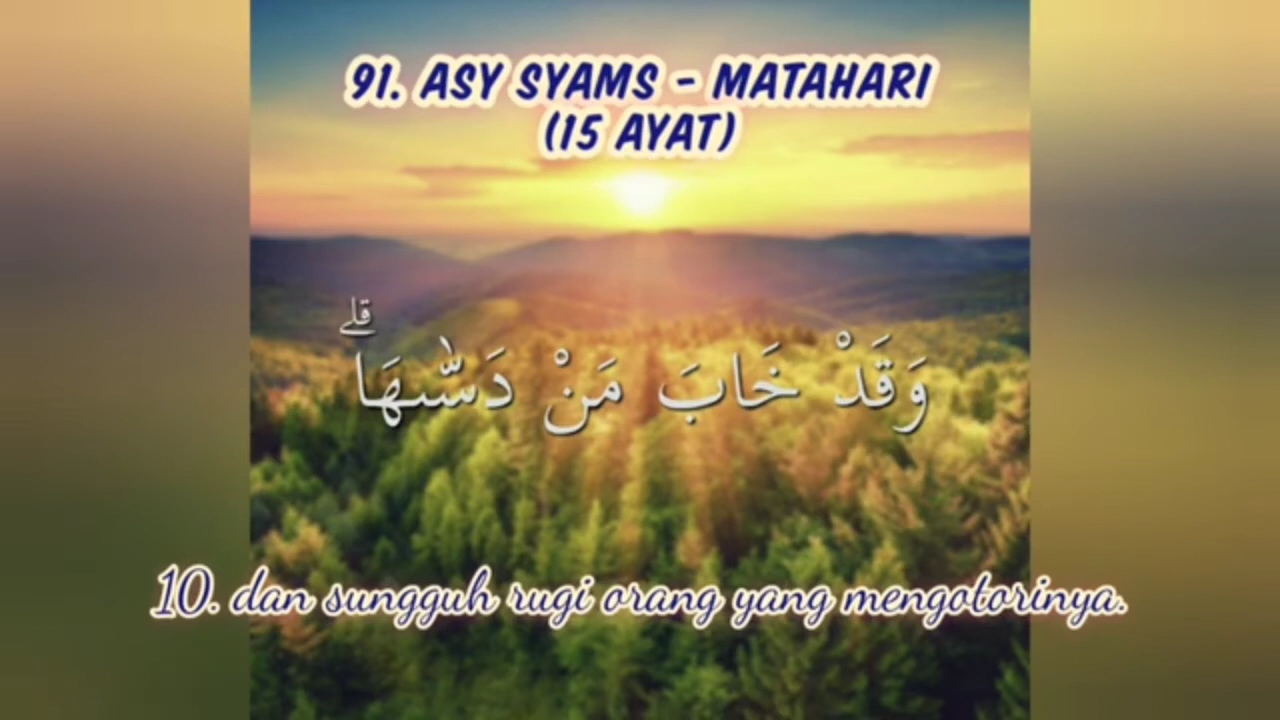 91. ASY SYAMS - MATAHARI
(15 AYAT)
وَقَدْ خَابَ مَنْ دَسّٰىهَاۗ
10. dan sungguh rugi orang yang mengotorinya.